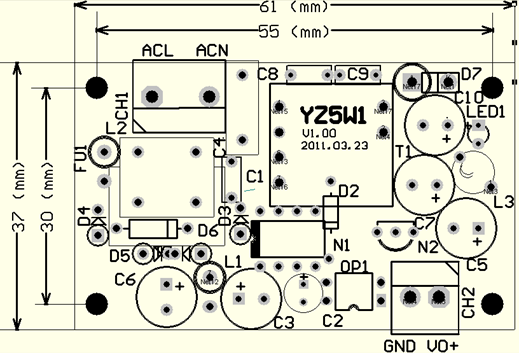 61 (mm)
55 (mm)
ACL ACN
C8 C9 D7
CH1
C10
YZ5W1
LED1
L2
V1.00
2011.03.23
C4
T1
FU1
37 (mm)
30 (mm)
C1
D2
L3
D4
D3
D6
C7
N1
N2
D5
C5
L1
OP1
C6
CH2
C3
C2
GND VO+